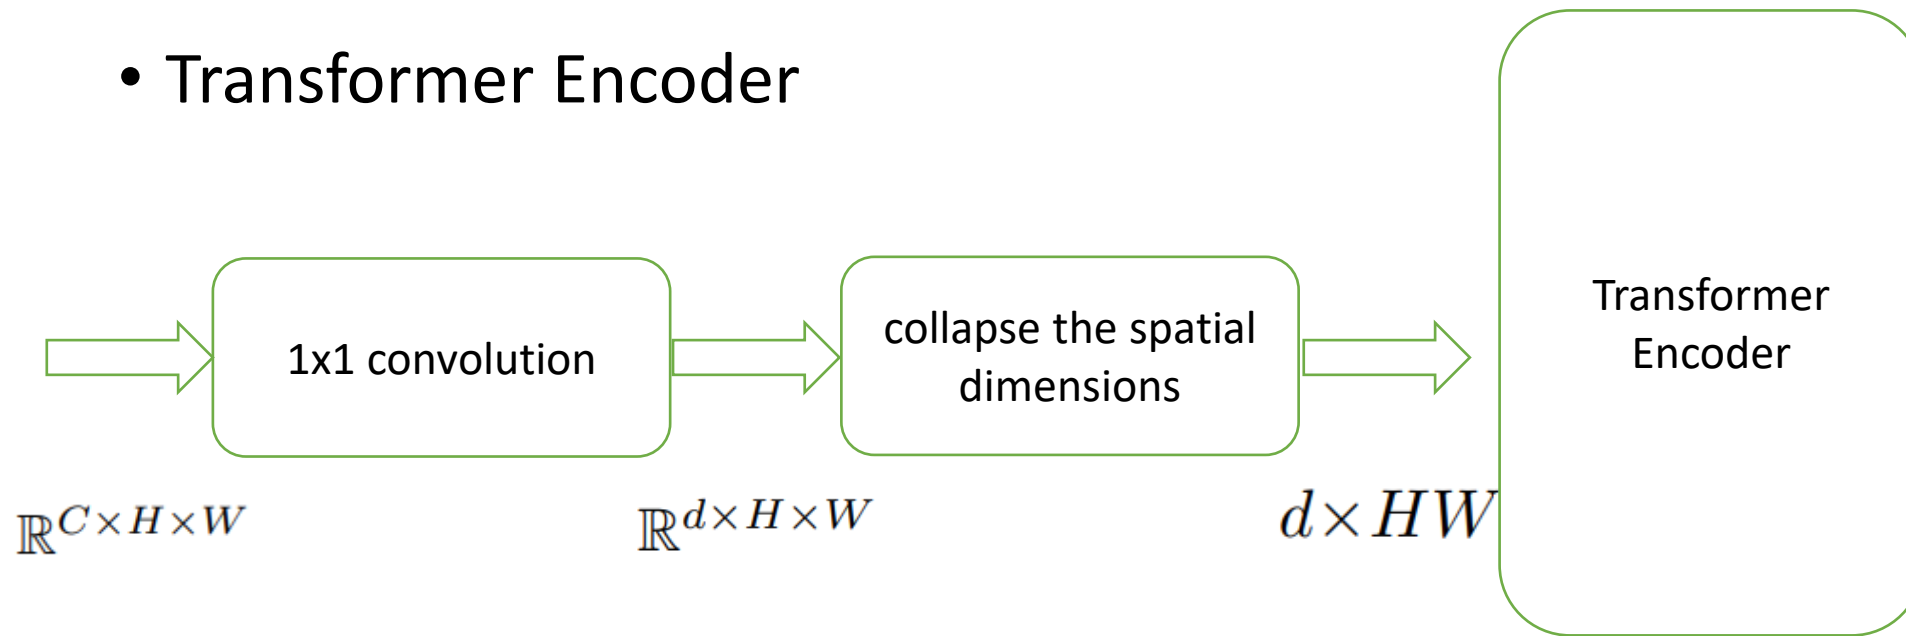 • Transformer Encoder
1x1 convolution
collapse the spatial
dimensions
Transformer
Encoder
ℝ^{C×H×W}
ℝ^{d×H×W}
d×HW